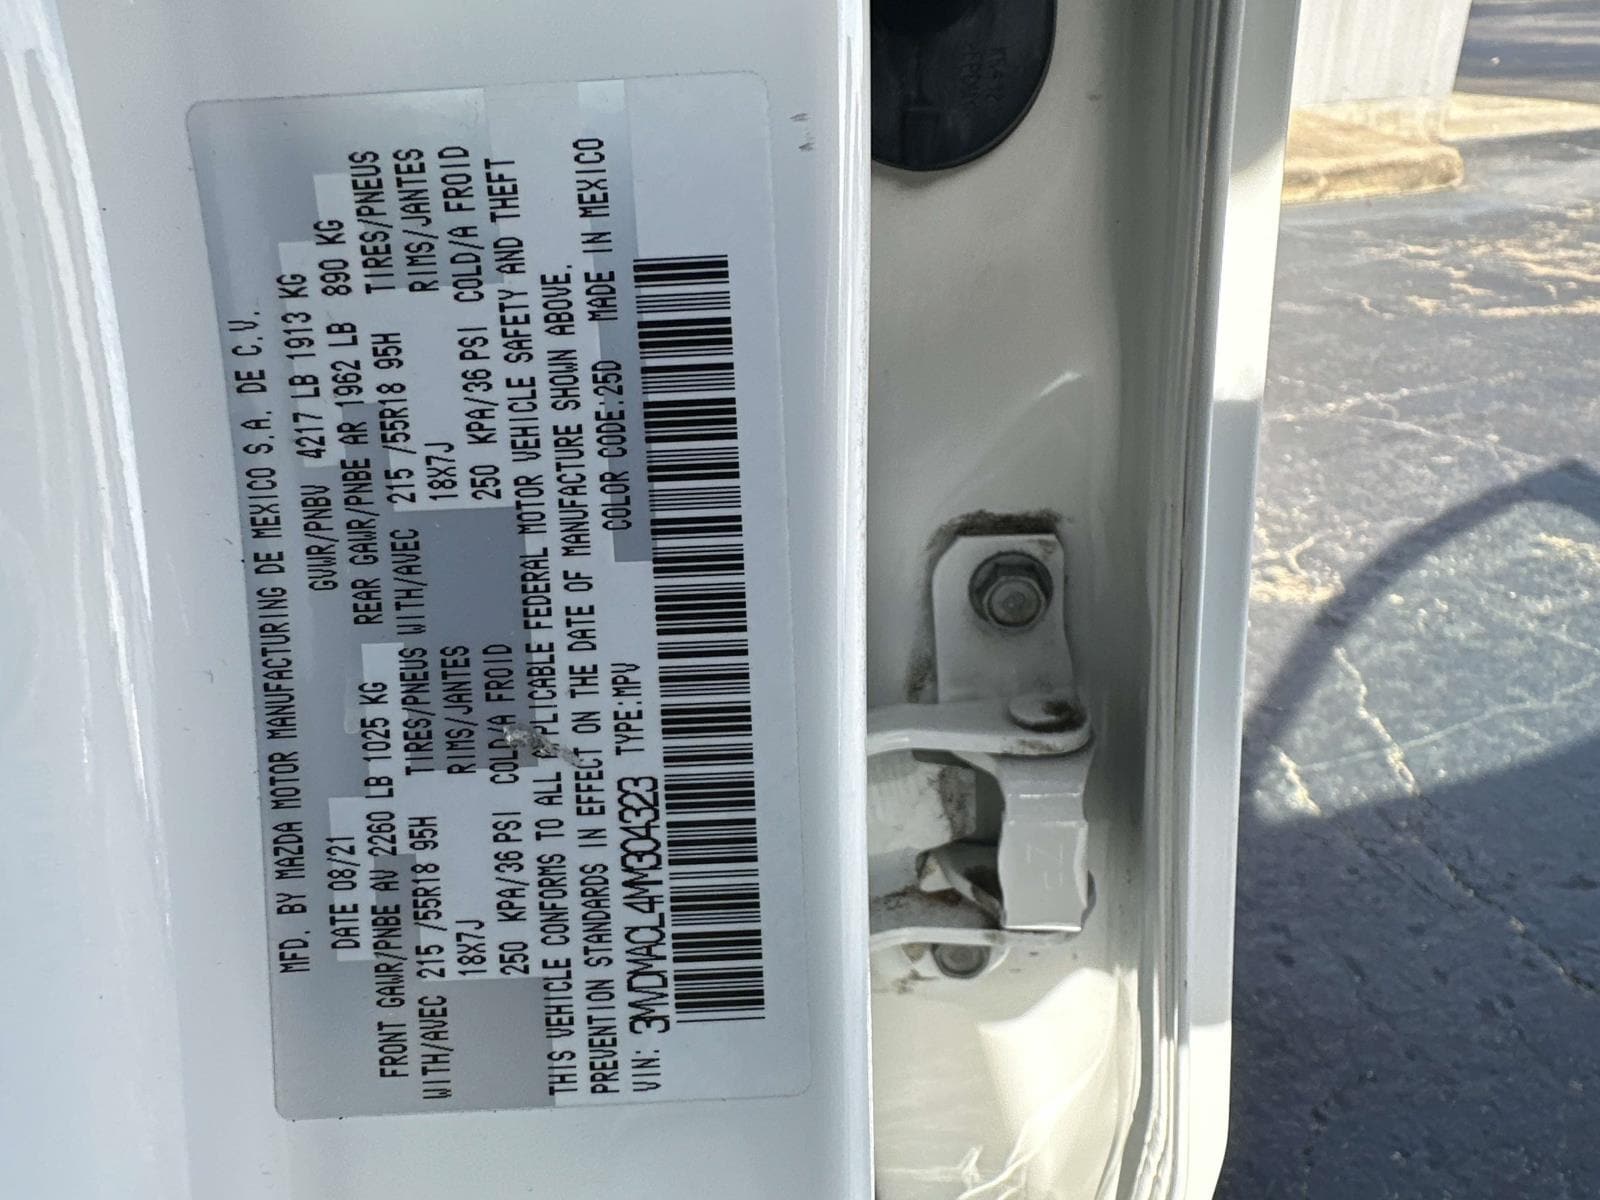 MFD. BY MAZDA MOTOR MANUFACTURING DE MEXICO S.A. DE C.V.
DATE 08/21 GVWR/PNBV 4217 LB 1913 KG
FRONT GAWR/PNBE AV 2260 LB 1025 KG REAR GAWR/PNBE AR 1962 LB 890 KG
WITH/AVEC 215 /55R18 95H TIRES/PNEUS WITH/AVEC 215 /55R18 95H TIRES/PNEUS
18X7J RIMS/JANTES 18X7J RIMS/JANTES
250 KPA/36 PSI COLD/A FROID 250 KPA/36 PSI COLD/A FROID
THIS VEHICLE CONFORMS TO ALL APPLICABLE FEDERAL MOTOR VEHICLE SAFETY AND THEFT
PREVENTION STANDARDS IN EFFECT ON THE DATE OF MANUFACTURE SHOWN ABOVE.
VIN: 3MVDMACL4NM304323 TYPE:MPV COLOR CODE:25D MADE IN MEXICO